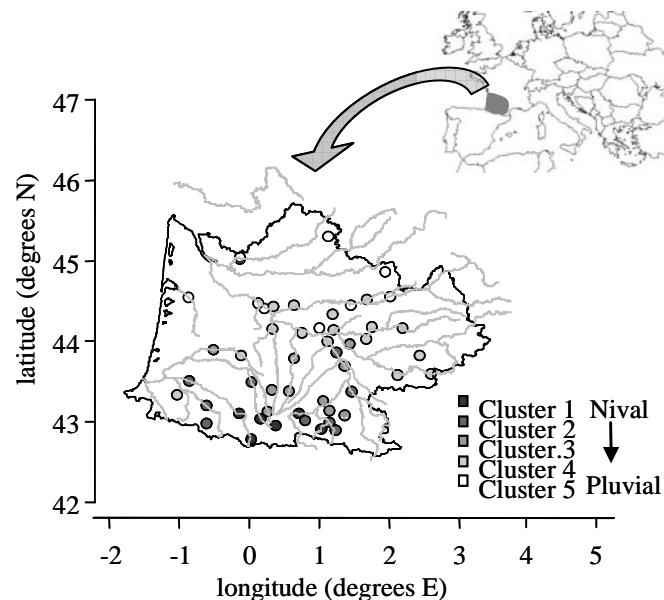 47
46
45
44
43
42
latitude (degrees N)
Cluster 1 Nival
Cluster 2
Cluster.3
Cluster 4
Cluster 5 Pluvial
-2 -1 0 1 2 3 4 5
longitude (degrees E)